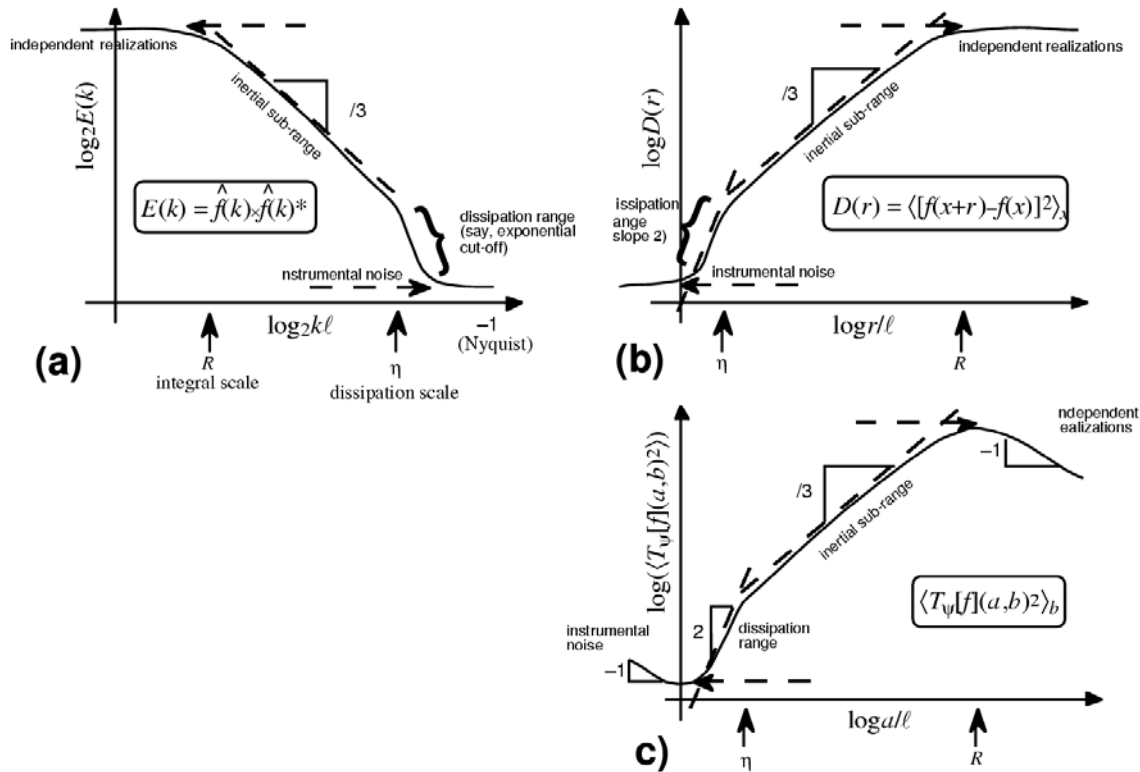 independent realizations
log₂E(k)
/3
inertial sub-range
E(k) = f̂(k)×f̂(k)*
dissipation range
(say, exponential
cut-off)
nstrumental noise
log₂kℓ
−1
(Nyquist)
R
integral scale
η
dissipation scale
(a)
independent realizations
logD(r)
/3
inertial sub-range
issipation
ange
slope 2)
D(r) = ⟨[f(x+r)–f(x)]²⟩x
instrumental noise
logr/ℓ
η
R
(b)
ndependent
ealizations
−1
log(⟨Tψ[f](a,b)²⟩)
/3
inertial sub-range
⟨Tψ[f](a,b)²⟩b
instrumental
noise
−1
2
dissipation
range
loga/ℓ
η
R
c)